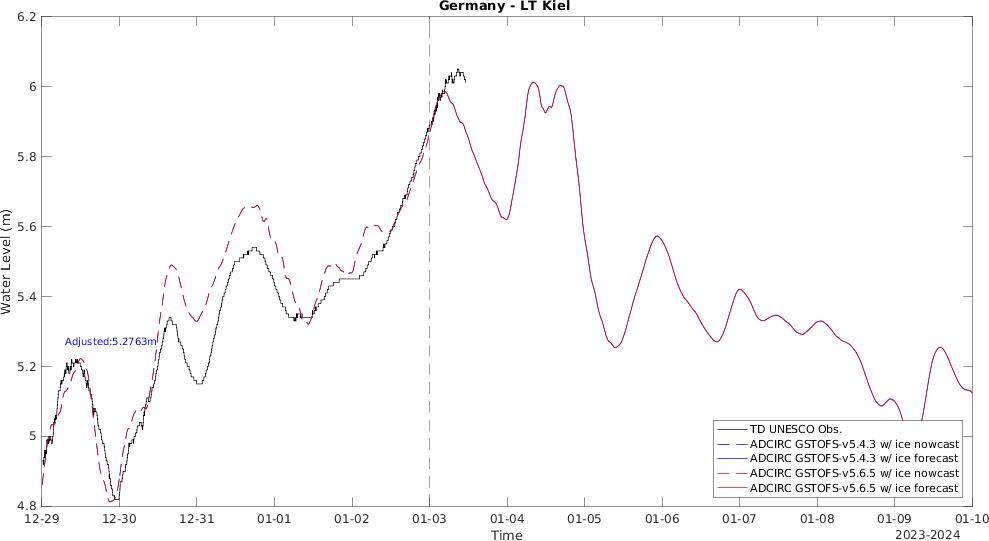 Germany - LT Kiel
6.2
6
5.8
5.6
5.4
5.2
5
4.8
Water Level (m)
Adjusted:5.2763m
TD UNESCO Obs.
ADCIRC GSTOFS-v5.4.3 w/ ice nowcast
ADCIRC GSTOFS-v5.4.3 w/ ice forecast
ADCIRC GSTOFS-v5.6.5 w/ ice nowcast
ADCIRC GSTOFS-v5.6.5 w/ ice forecast
12-29 12-30 12-31 01-01 01-02 01-03 01-04 01-05 01-06 01-07 01-08 01-09 01-10
Time
2023-2024